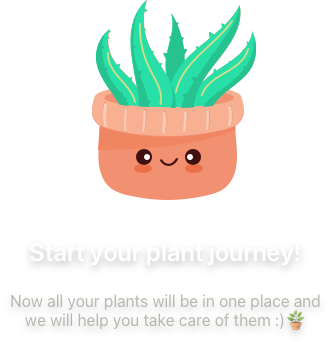 Start your plant journey!
Now all your plants will be in one place and
we will help you take care of them :)🪴